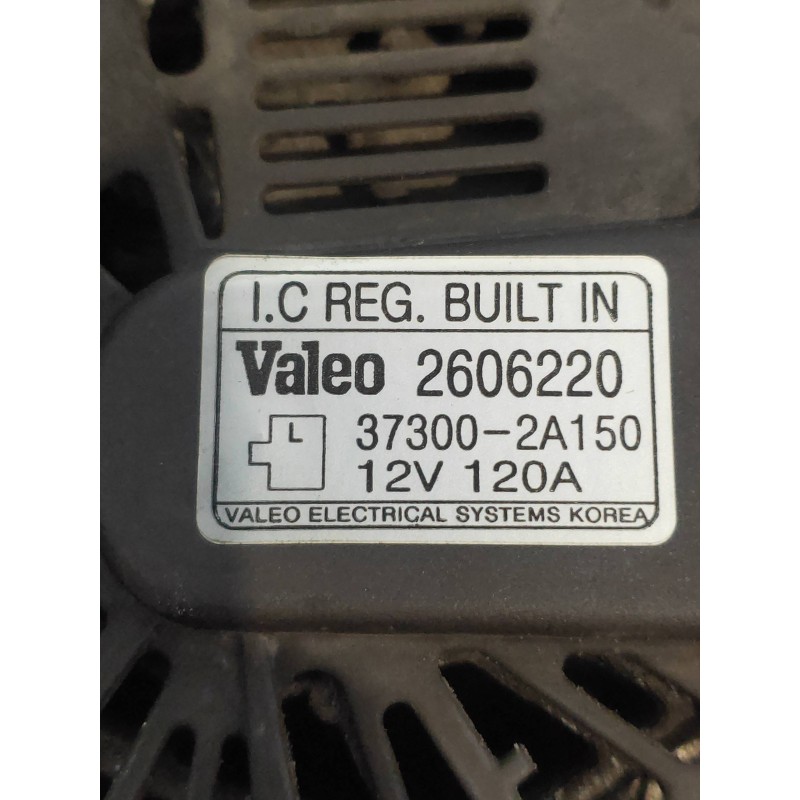 I.C REG. BUILT IN
Valeo 2606220
L 37300-2A150
12V 120A
VALEO ELECTRICAL SYSTEMS KOREA